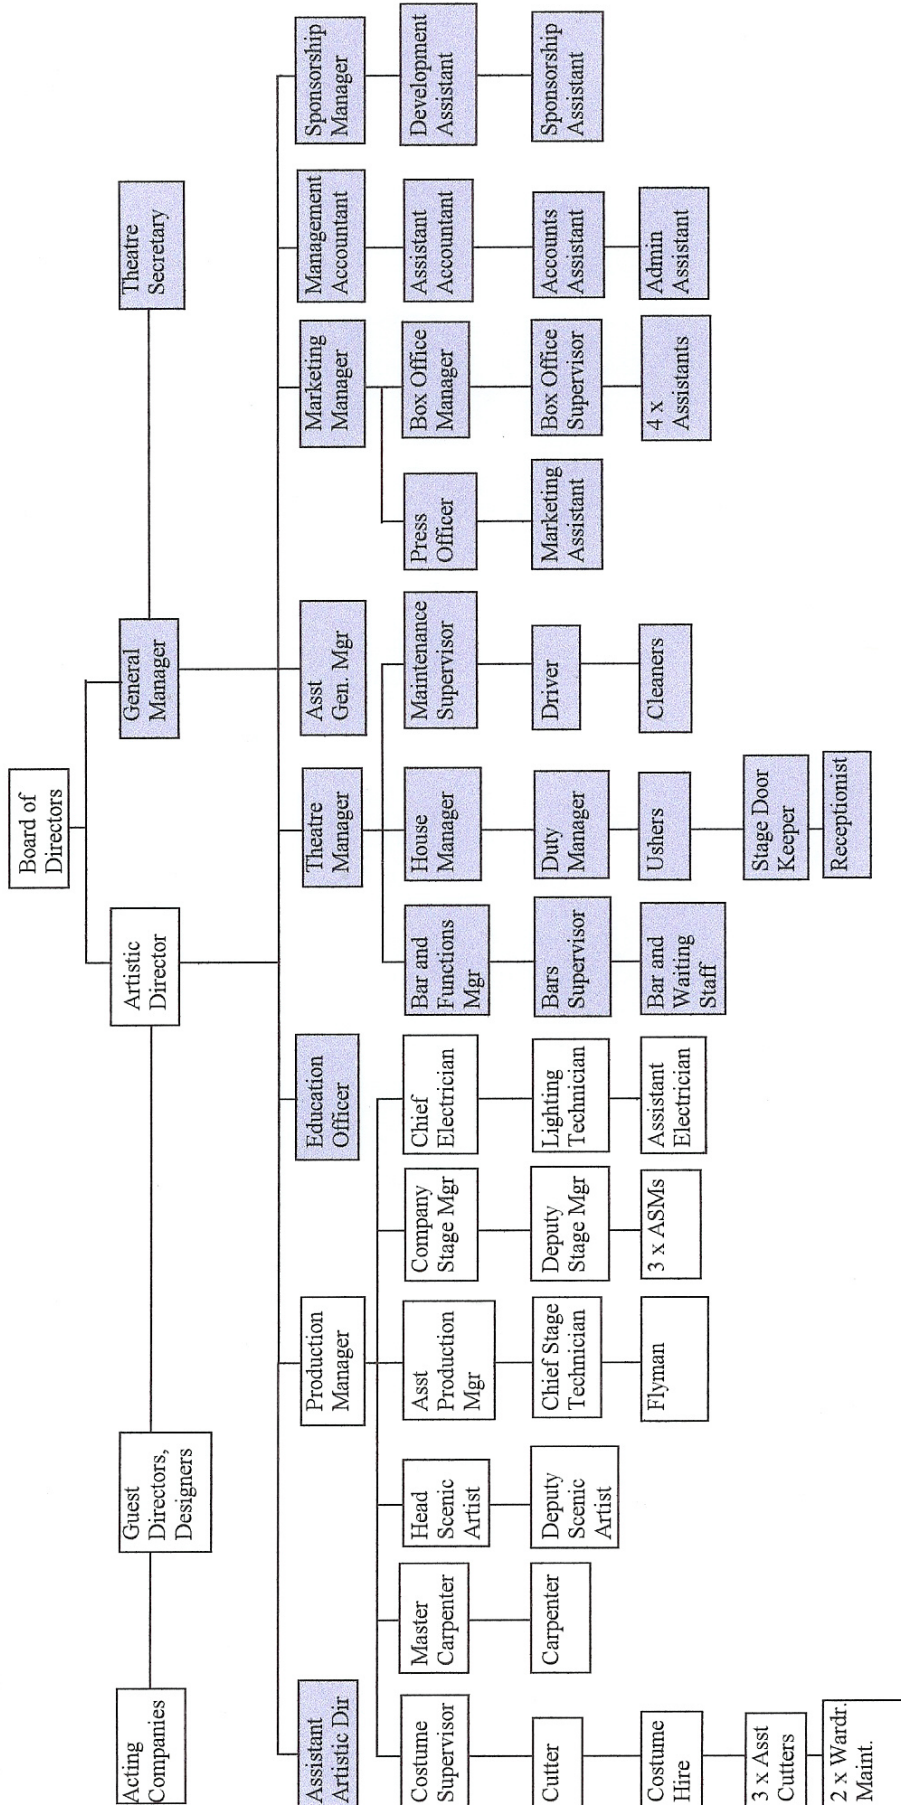 Board of
Directors
Acting
Companies
Guest
Directors,
Designers
Artistic
Director
General
Manager
Theatre
Secretary
Assistant
Artistic Dir
Production
Manager
Education
Officer
Theatre
Manager
Asst
Gen. Mgr
Marketing
Manager
Management
Accountant
Sponsorship
Manager
Costume
Supervisor
Master
Carpenter
Head
Scenic
Artist
Asst
Production
Mgr
Company
Stage Mgr
Chief
Electrician
Bar and
Functions
Mgr
House
Manager
Maintenance
Supervisor
Press
Officer
Box Office
Manager
Assistant
Accountant
Development
Assistant
Cutter
Carpenter
Deputy
Scenic
Artist
Chief Stage
Technician
Deputy
Stage Mgr
Lighting
Technician
Bars
Supervisor
Duty
Manager
Driver
Marketing
Assistant
Box Office
Supervisor
Accounts
Assistant
Sponsorship
Assistant
Costume
Hire
Flyman
3 x ASMs
Assistant
Electrician
Bar and
Waiting
Staff
Ushers
Cleaners
4 x
Assistants
Admin
Assistant
3 x Asst
Cutters
Stage Door
Keeper
2 x Wardr.
Maint.
Receptionist